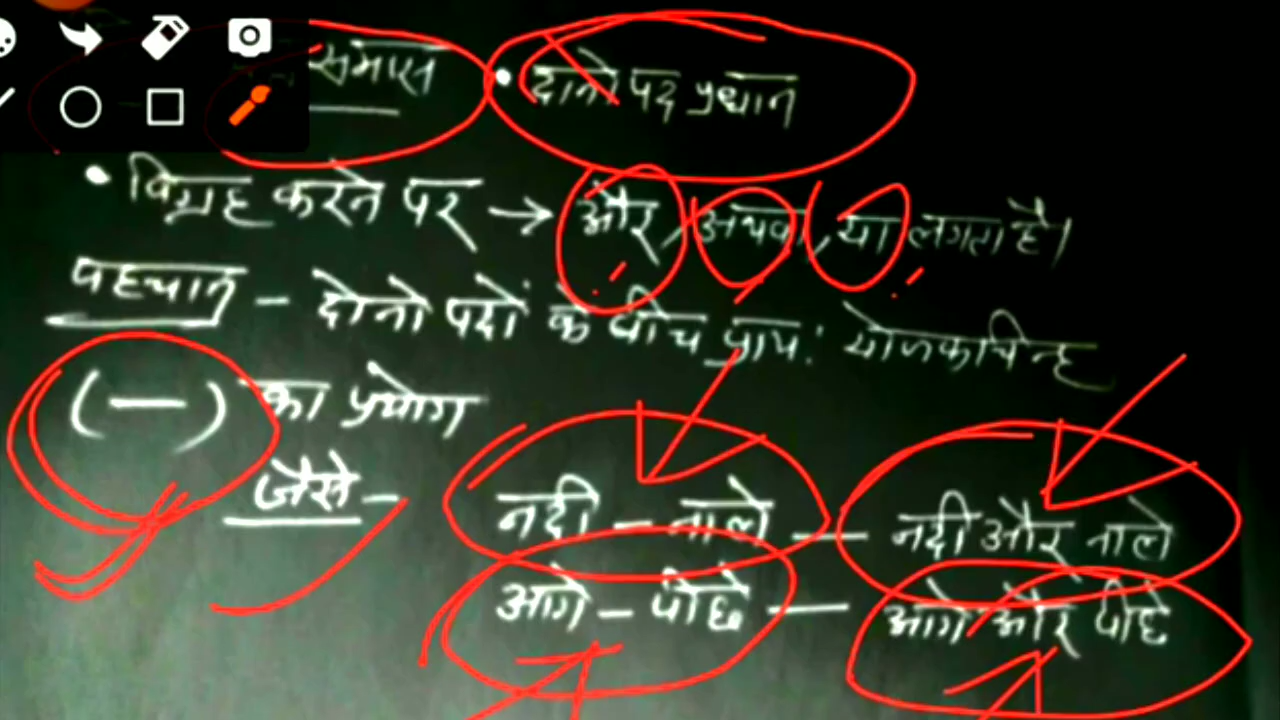 समास • दोनो पद प्रधान
• विग्रह करते पर → और, अथवा, या लगता है।
पहचान - दोनो पदों के बीच प्राय: योजकचिन्ह
(—) का प्रयोग
जैसे - नदी - नाले — नदी और नाले
आगे - पीछे — आगे और पीछे